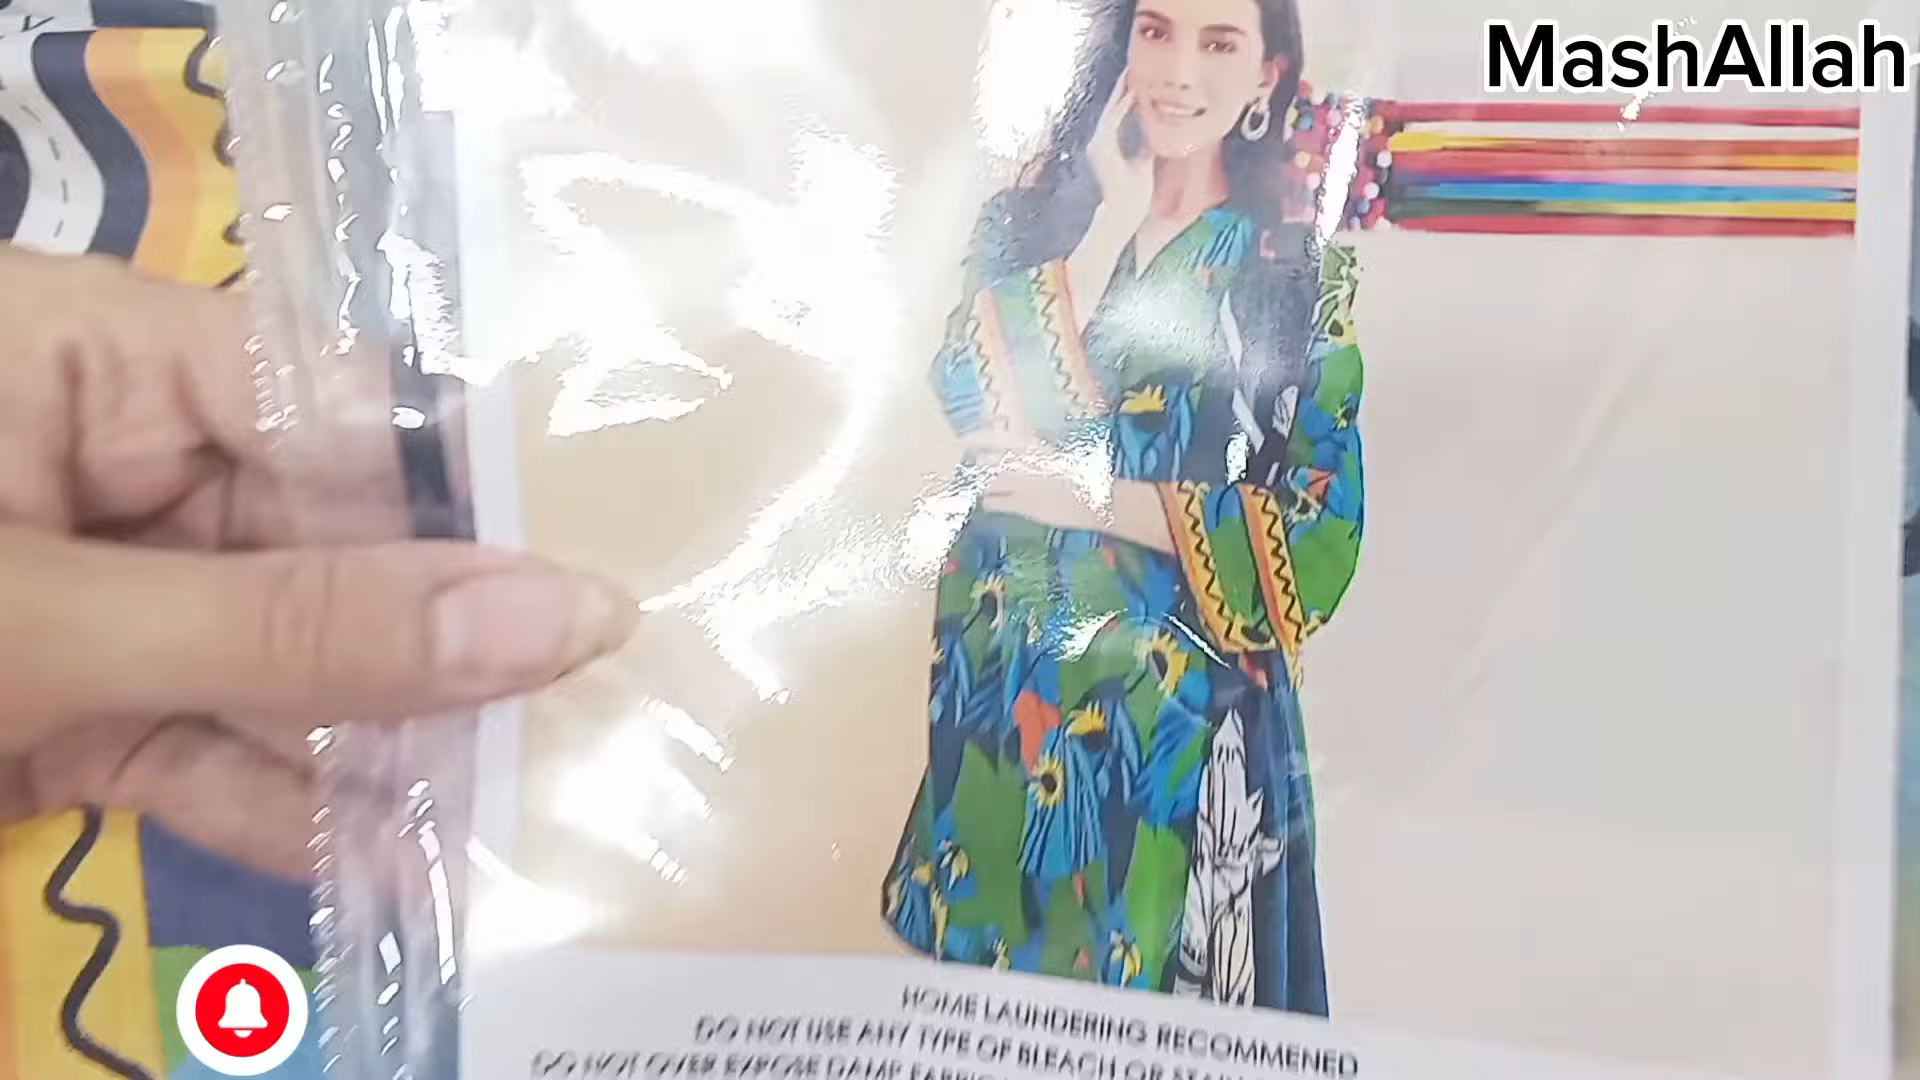 MashAllah
HOME LAUNDERING RECOMMENED
DO NOT USE ANY TYPE OF BLEACH OR STAIN
DO NOT OVER EXPOSE DAMP FABRIC